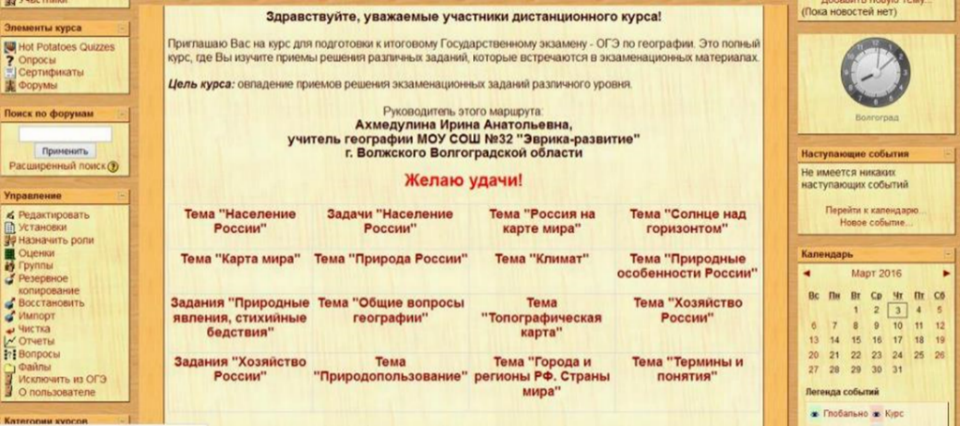 Участники
Элементы курса
Hot Potatoes Quizzes
Опросы
Сертификаты
Форумы
Поиск по форумам
Применить
Расширенный поиск
Управление
Редактировать
Установки
Назначить роли
Оценки
Группы
Резервное
копирование
Восстановить
Импорт
Чистка
Отчеты
Вопросы
Файлы
Исключить из ОГЭ
О пользователе
Категории курсов
Здравствуйте, уважаемые участники дистанционного курса!
Приглашаю Вас на курс для подготовки к итоговому Государственному экзамену - ОГЭ по географии. Это полный
курс, где Вы изучите приемы решения различных заданий, которые встречаются в экзаменационных материалах.
Цель курса: овладение приемов решения экзаменационных заданий различного уровня.
Руководитель этого маршрута:
Ахмедулина Ирина Анатольевна,
учитель географии МОУ СОШ №32 "Эврика-развитие"
г. Волжского Волгоградской области
Желаю удачи!
Тема "Население Задачи "Население Тема "Россия на Тема "Солнце над
России" России" карте мира" горизонтом"
Тема "Карта мира" Тема "Природа России" Тема "Климат" Тема "Природные
особенности России"
Задания "Природные Тема "Общие вопросы Тема Тема "Хозяйство
явления, стихийные географии" "Топографическая России"
бедствия" карта"
Задания "Хозяйство Тема Тема "Города и Тема "Термины и
России" "Природопользование" регионы РФ. Страны понятия"
мира"
Добавить новую тему...
(Пока новостей нет)
Волгоград
Наступающие события
Не имеется никаких
наступающих событий
Перейти к календарю...
Новое событие...
Календарь
Март 2016
Вс Пн Вт Ср Чт Пт Сб
1 2 3 4 5
6 7 8 9 10 11 12
13 14 15 16 17 18 19
20 21 22 23 24 25 26
27 28 29 30 31
Легенда событий
Глобально Курс